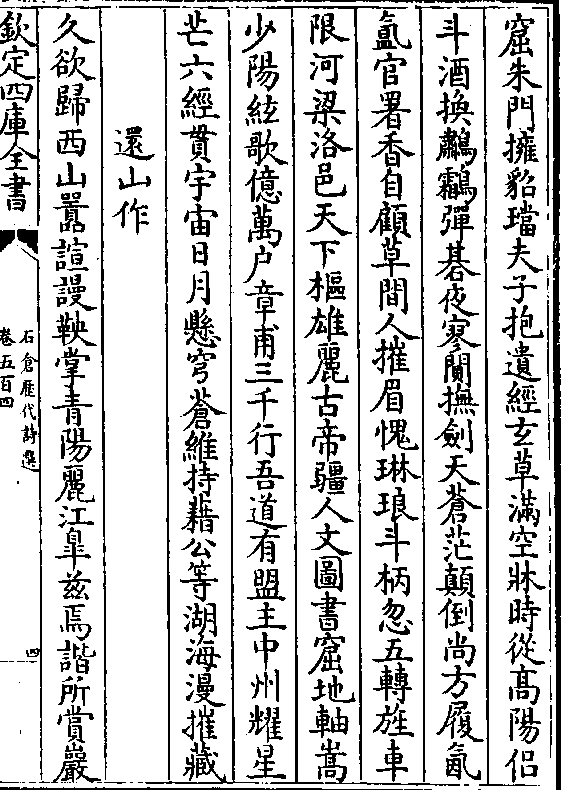 窟朱門擁貂璫夫子抱遺經玄草滿空牀時從髙陽侣
斗酒換鸘彈碁夜寥闃撫劍天蒼茫顛倒尚方履氤
氲官署香自顧草間人摧眉愧琳琅斗柄忽五轉旌車
限河梁洛邑天下樞雄麗古帝疆人文圖書窟地軸嵩
少陽絃歌億萬户章甫三千行吾道有盟主中州耀星
芒六經貫宇宙日月懸穹蒼維持藉公等湖海漫摧藏
還山作
久欲歸西山囂諠謾鞅掌青陽麗江臯兹焉諧所賞巖
欽定四庫全書
石倉歴代詩選
卷五百四
四